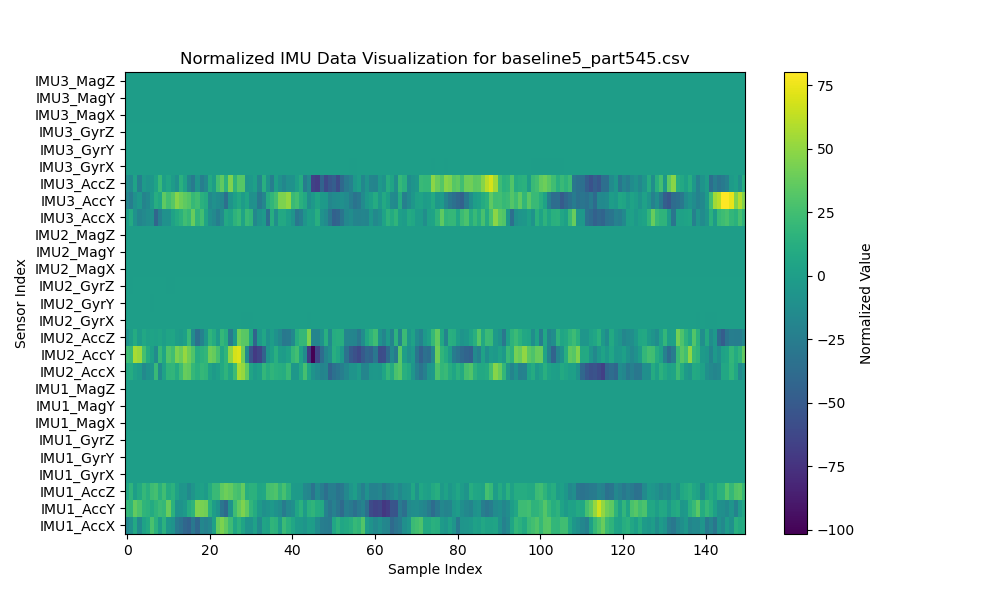 Normalized IMU Data Visualization for baseline5_part545.csv
IMU3_MagZ
IMU3_MagY
IMU3_MagX
IMU3_GyrZ
IMU3_GyrY
IMU3_GyrX
IMU3_AccZ
IMU3_AccY
IMU3_AccX
IMU2_MagZ
IMU2_MagY
IMU2_MagX
IMU2_GyrZ
IMU2_GyrY
IMU2_GyrX
IMU2_AccZ
IMU2_AccY
IMU2_AccX
IMU1_MagZ
IMU1_MagY
IMU1_MagX
IMU1_GyrZ
IMU1_GyrY
IMU1_GyrX
IMU1_AccZ
IMU1_AccY
IMU1_AccX
Sensor Index
0 20 40 60 80 100 120 140
Sample Index
75
50
25
0
−25
−50
−75
−100
Normalized Value